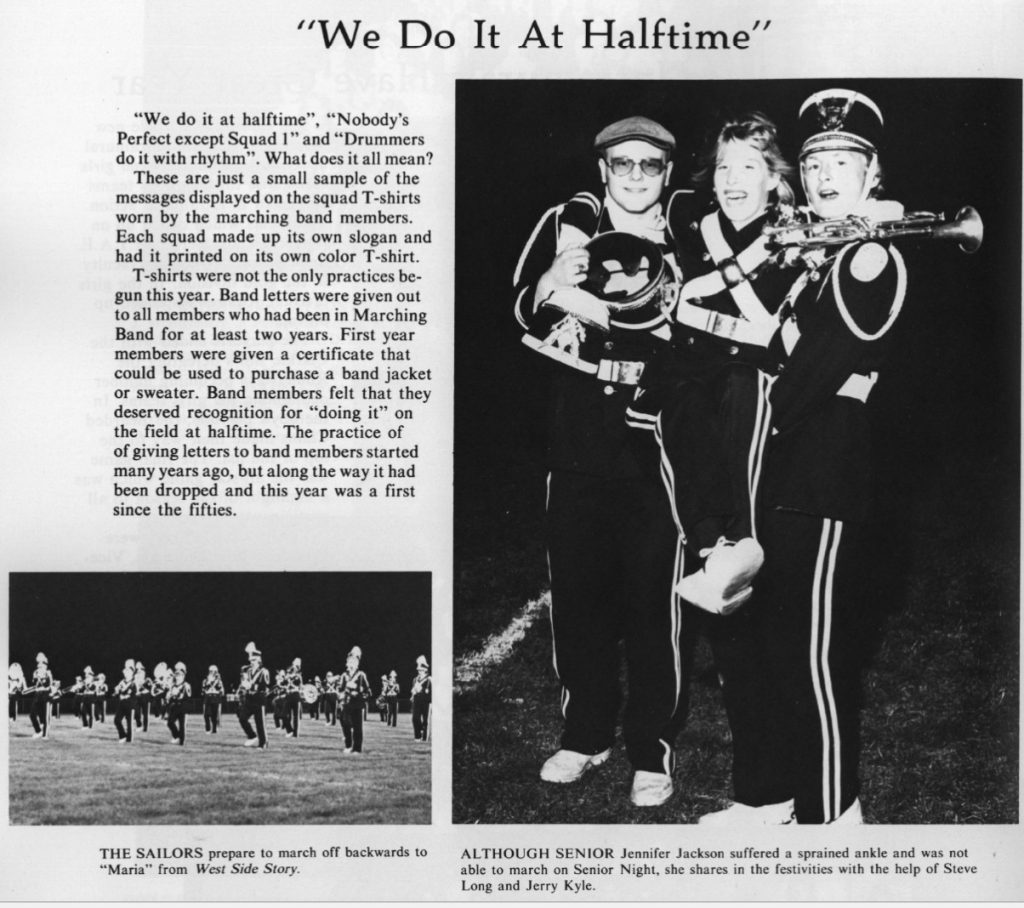 “We Do It At Halftime”
“We do it at halftime”, “Nobody’s
Perfect except Squad 1” and “Drummers
do it with rhythm”. What does it all mean?
These are just a small sample of the
messages displayed on the squad T-shirts
worn by the marching band members.
Each squad made up its own slogan and
had it printed on its own color T-shirt.
T-shirts were not the only practices be-
gun this year. Band letters were given out
to all members who had been in Marching
Band for at least two years. First year
members were given a certificate that
could be used to purchase a band jacket
or sweater. Band members felt that they
deserved recognition for “doing it” on
the field at halftime. The practice of
of giving letters to band members started
many years ago, but along the way it had
been dropped and this year was a first
since the fifties.
THE SAILORS prepare to march off backwards to
“Maria” from West Side Story.
ALTHOUGH SENIOR Jennifer Jackson suffered a sprained ankle and was not
able to march on Senior Night, she shares in the festivities with the help of Steve
Long and Jerry Kyle.